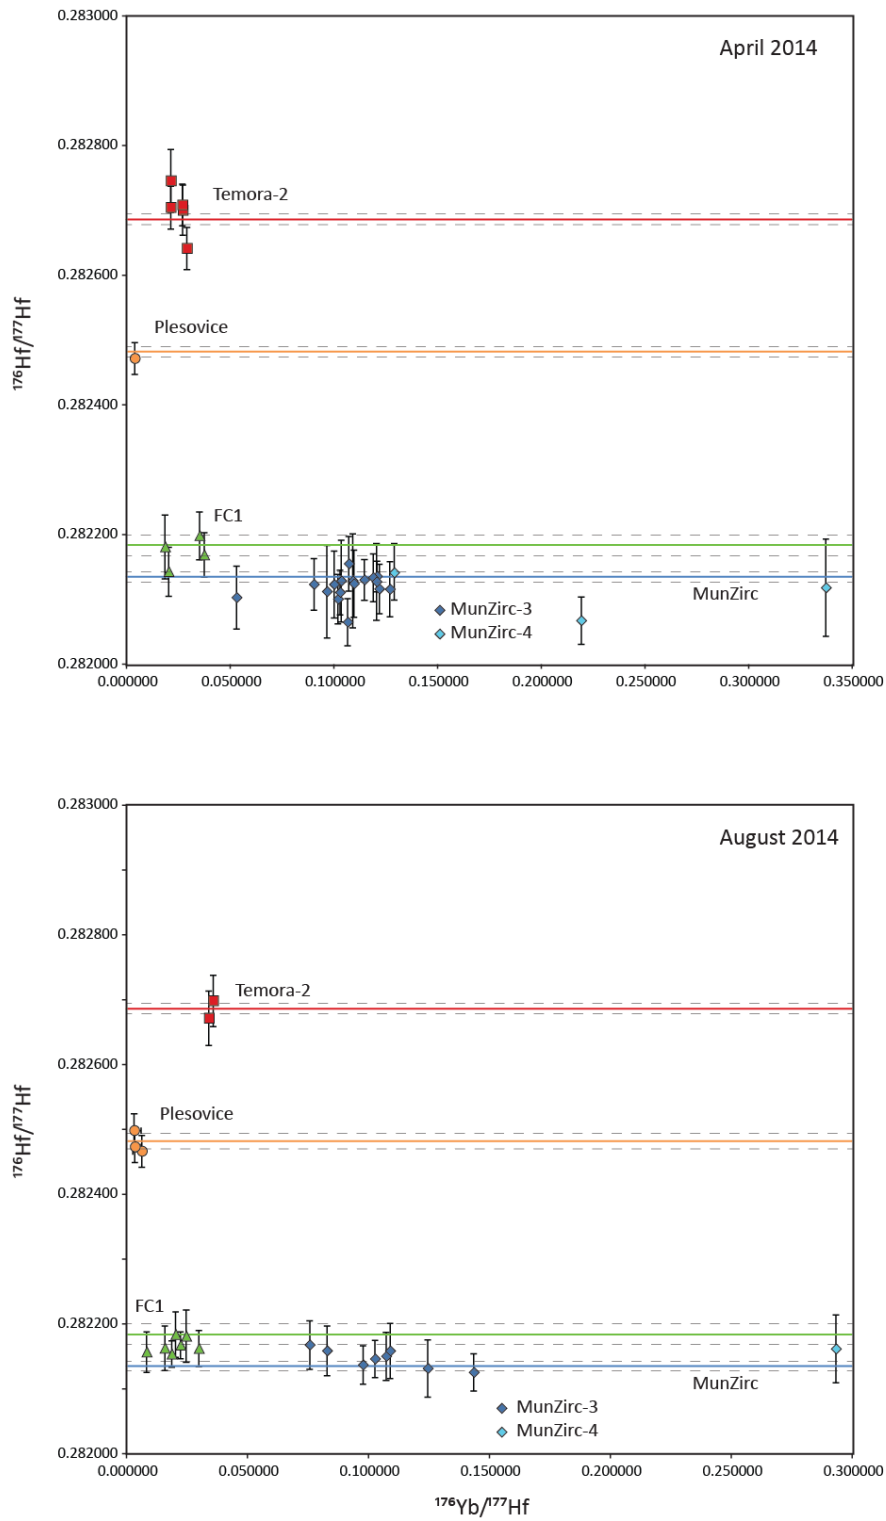 0.283000
April 2014
0.282800
Temora-2
0.282600
Plesovice
¹⁷⁶Hf/¹⁷⁷Hf
0.282400
FC1
0.282200
MunZirc
MunZirc-3
MunZirc-4
0.282000
0.000000 0.050000 0.100000 0.150000 0.200000 0.250000 0.300000 0.350000
0.283000
August 2014
0.282800
Temora-2
0.282600
Plesovice
¹⁷⁶Hf/¹⁷⁷Hf
0.282400
FC1
0.282200
MunZirc
MunZirc-3
MunZirc-4
0.282000
0.000000 0.050000 0.100000 0.150000 0.200000 0.250000 0.300000
¹⁷⁶Yb/¹⁷⁷Hf